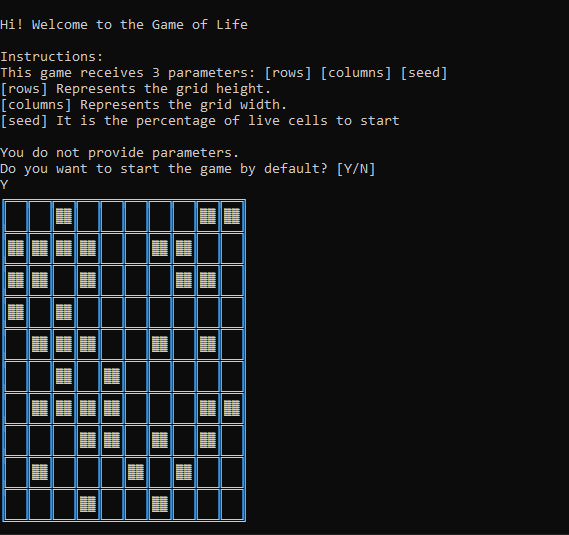 Hi! Welcome to the Game of Life
Instructions:
This game receives 3 parameters: [rows] [columns] [seed]
[rows] Represents the grid height.
[columns] Represents the grid width.
[seed] It is the percentage of live cells to start
You do not provide parameters.
Do you want to start the game by default? [Y/N]
Y